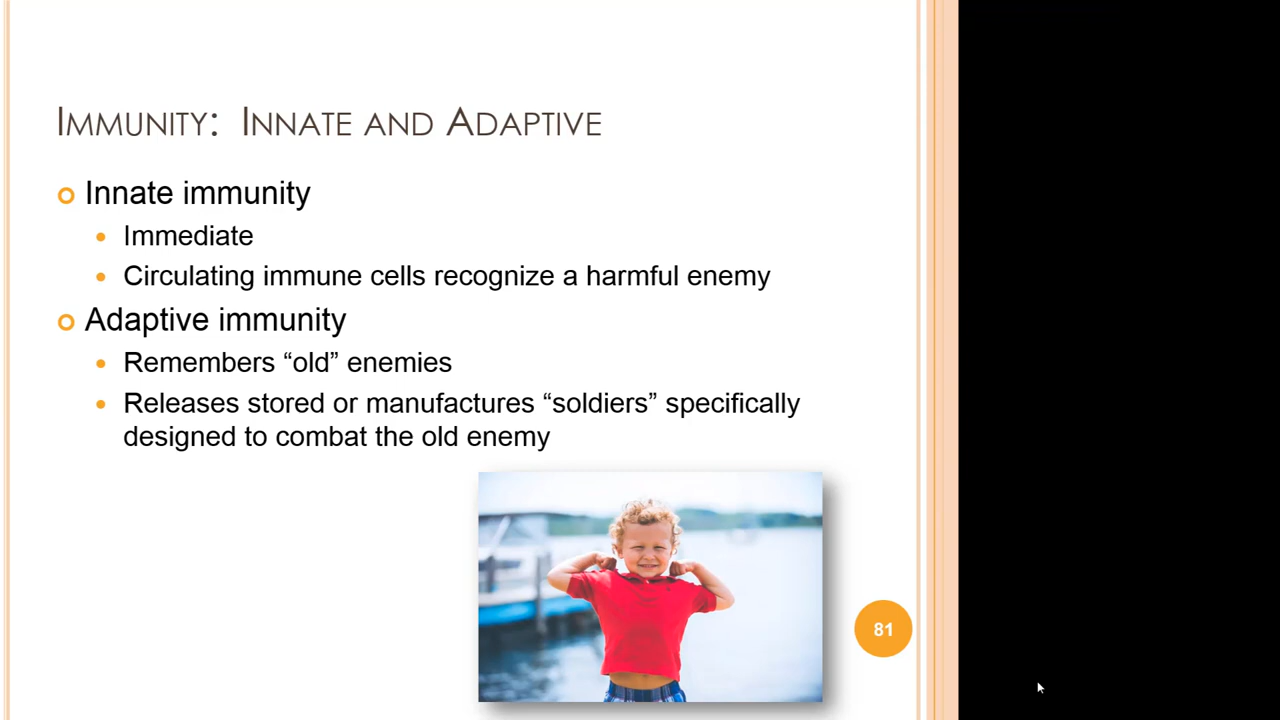 Immunity: Innate and Adaptive
Innate immunity
Immediate
Circulating immune cells recognize a harmful enemy
Adaptive immunity
Remembers “old” enemies
Releases stored or manufactures “soldiers” specifically
designed to combat the old enemy
81